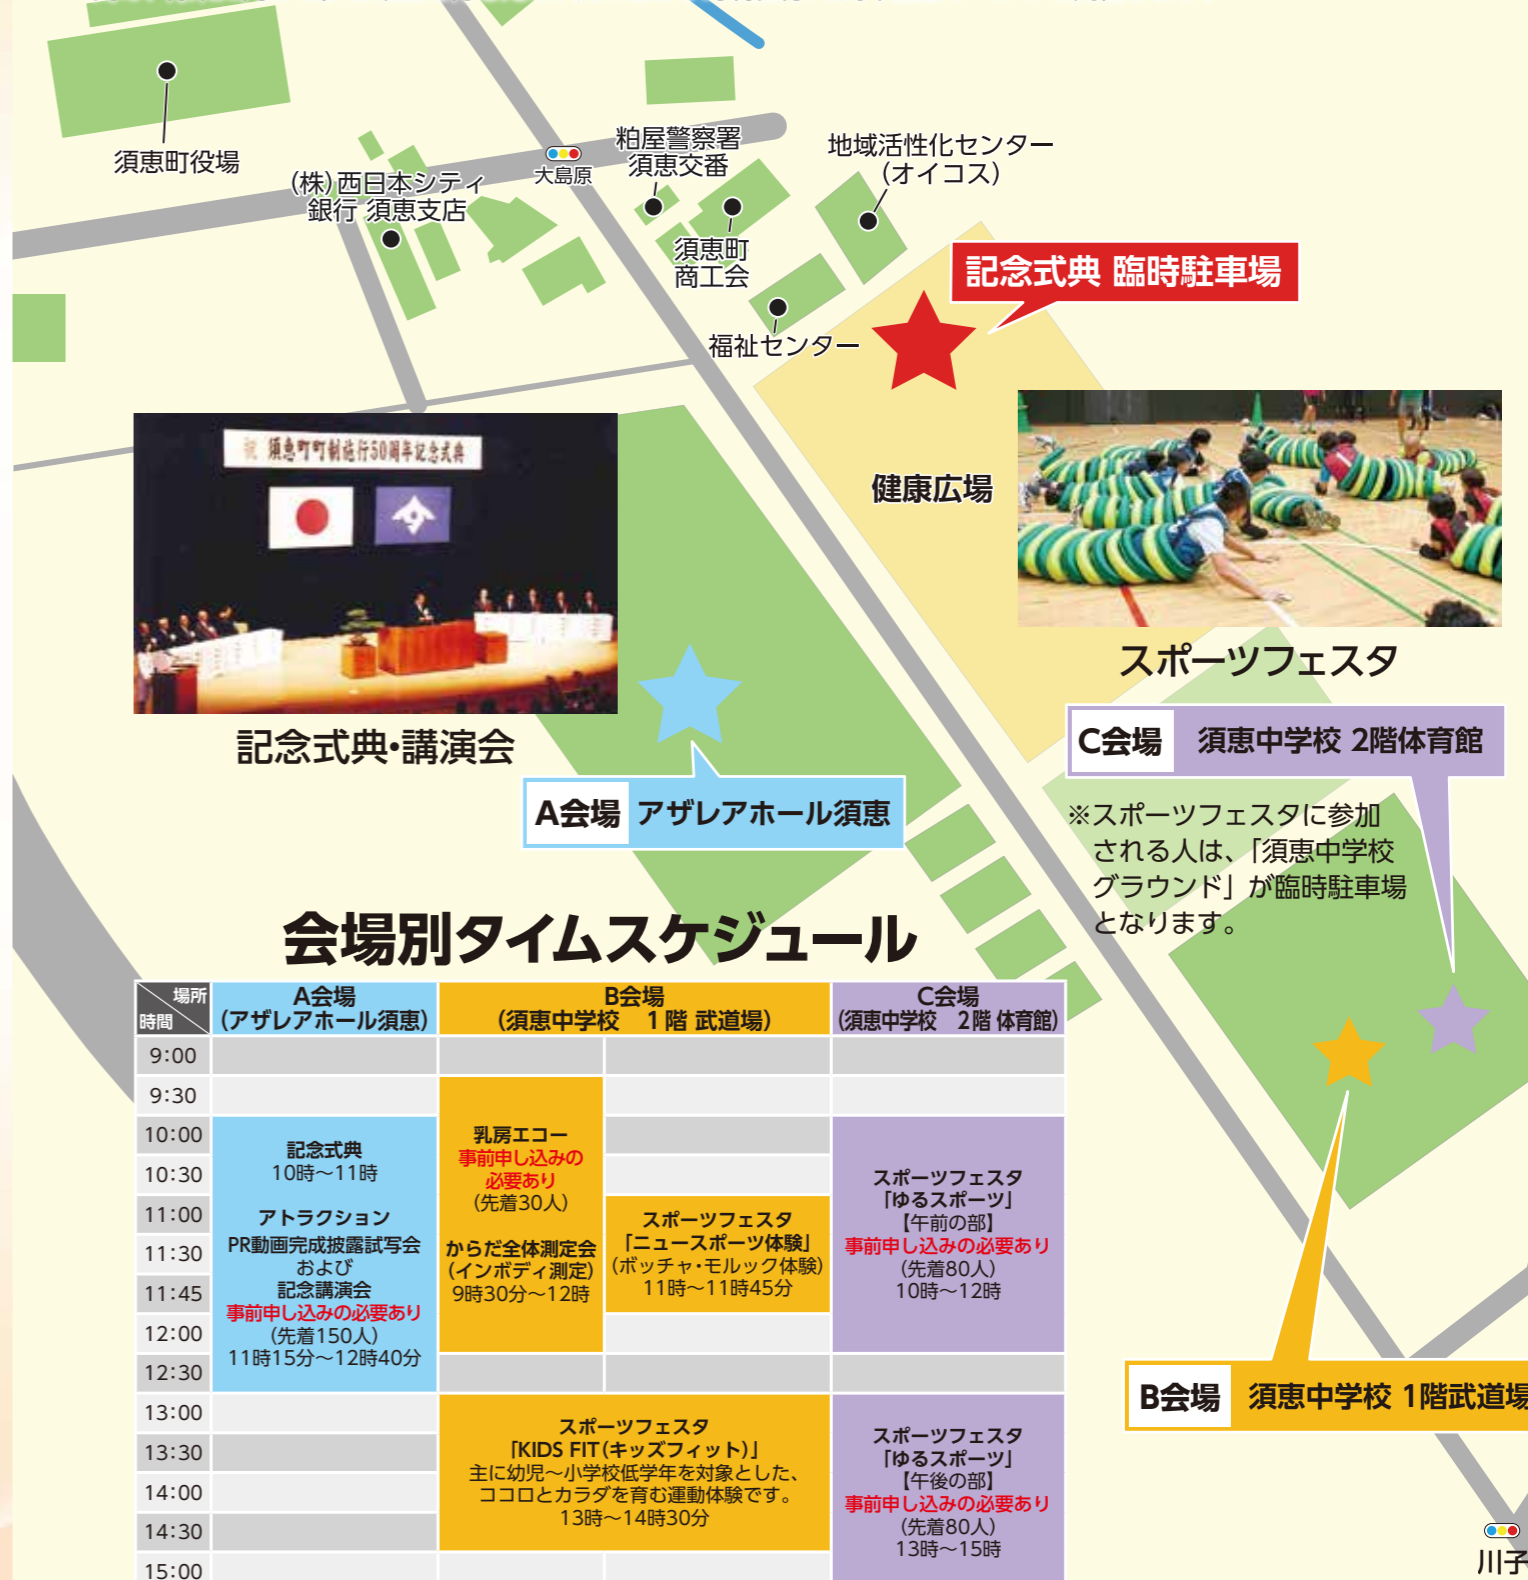 須恵町役場
(株)西日本シティ
銀行 須恵支店
大島原
粕屋警察署
須恵交番
須恵町
商工会
地域活性化センター
(オイコス)
福祉センター
記念式典 臨時駐車場
健康広場
祝 須恵町町制施行50周年記念式典
記念式典・講演会
A会場 アザレアホール須恵
スポーツフェスタ
C会場 須恵中学校 2階体育館
※スポーツフェスタに参加
される人は、「須恵中学校
グラウンド」が臨時駐車場
となります。
B会場 須恵中学校 1階武道場
川子
会場別タイムスケジュール
場所
時間
A会場
(アザレアホール須恵)
B会場
(須恵中学校 1階 武道場)
C会場
(須恵中学校 2階 体育館)
9:00
9:30
10:00
10:30
11:00
11:30
11:45
12:00
12:30
13:00
13:30
14:00
14:30
15:00
記念式典
10時〜11時
アトラクション
PR動画完成披露試写会
および
記念講演会
事前申し込みの必要あり
(先着150人)
11時15分〜12時40分
乳房エコー
事前申し込みの
必要あり
(先着30人)
からだ全体測定会
(インボディ測定)
9時30分〜12時
スポーツフェスタ
「ニュースポーツ体験」
(ボッチャ・モルック体験)
11時〜11時45分
スポーツフェスタ
「ゆるスポーツ」
【午前の部】
事前申し込みの必要あり
(先着80人)
10時〜12時
スポーツフェスタ
「KIDS FIT(キッズフィット)」
主に幼児〜小学校低学年を対象とした、
ココロとカラダを育む運動体験です。
13時〜14時30分
スポーツフェスタ
「ゆるスポーツ」
【午後の部】
事前申し込みの必要あり
(先着80人)
13時〜15時